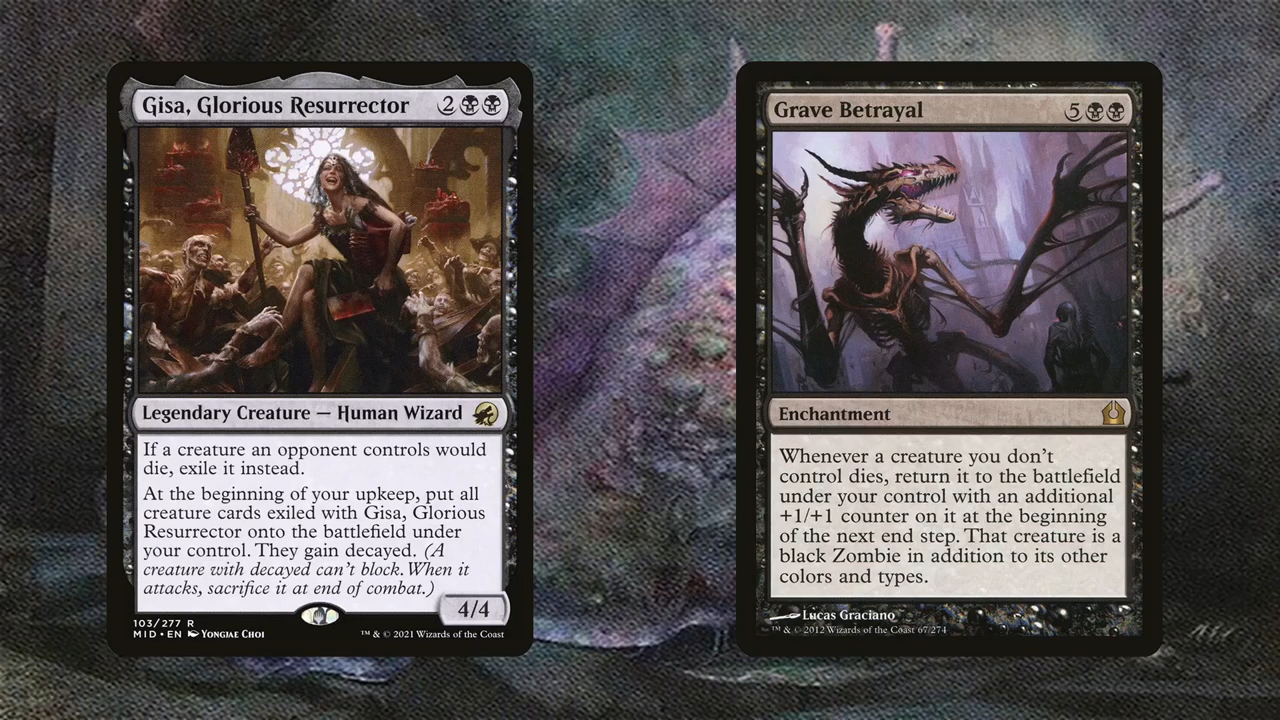 Gisa, Glorious Resurrector 2
Legendary Creature — Human Wizard
If a creature an opponent controls would
die, exile it instead.
At the beginning of your upkeep, put all
creature cards exiled with Gisa, Glorious
Resurrector onto the battlefield under
your control. They gain decayed. (A
creature with decayed can't block. When it
attacks, sacrifice it at end of combat.)
4/4
103/277 R
MID • EN Yongjae Choi
™ & © 2021 Wizards of the Coast
Grave Betrayal 5
Enchantment
Whenever a creature you don't
control dies, return it to the battlefield
under your control with an additional
+1/+1 counter on it at the beginning
of the next end step. That creature is a
black Zombie in addition to its other
colors and types.
Lucas Graciano
™ & © 2012 Wizards of the Coast 67/274